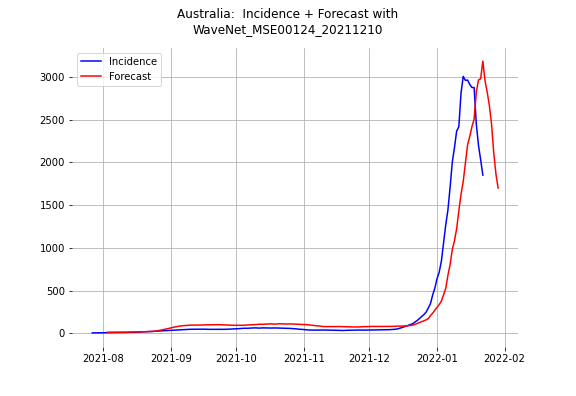 Australia:  Incidence + Forecast with
WaveNet_MSE00124_20211210
Incidence
Forecast
3000
2500
2000
1500
1000
500
0
2021-08 2021-09 2021-10 2021-11 2021-12 2022-01 2022-02